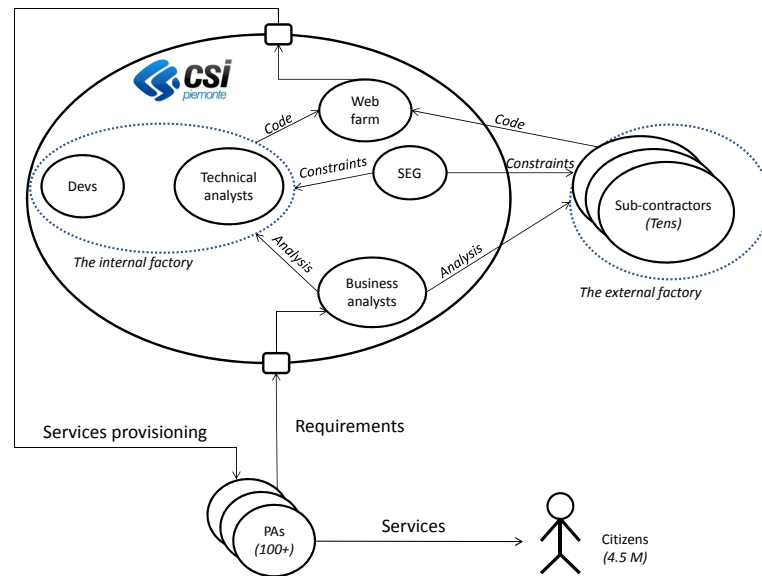 csi
piemonte
Web
farm
Code
Code
Devs
Technical
analysts
Constraints
SEG
Constraints
Sub-contractors
(Tens)
The internal factory
Analysis
Business
analysts
Analysis
The external factory
Services provisioning
Requirements
PAs
(100+)
Services
Citizens
(4.5 M)